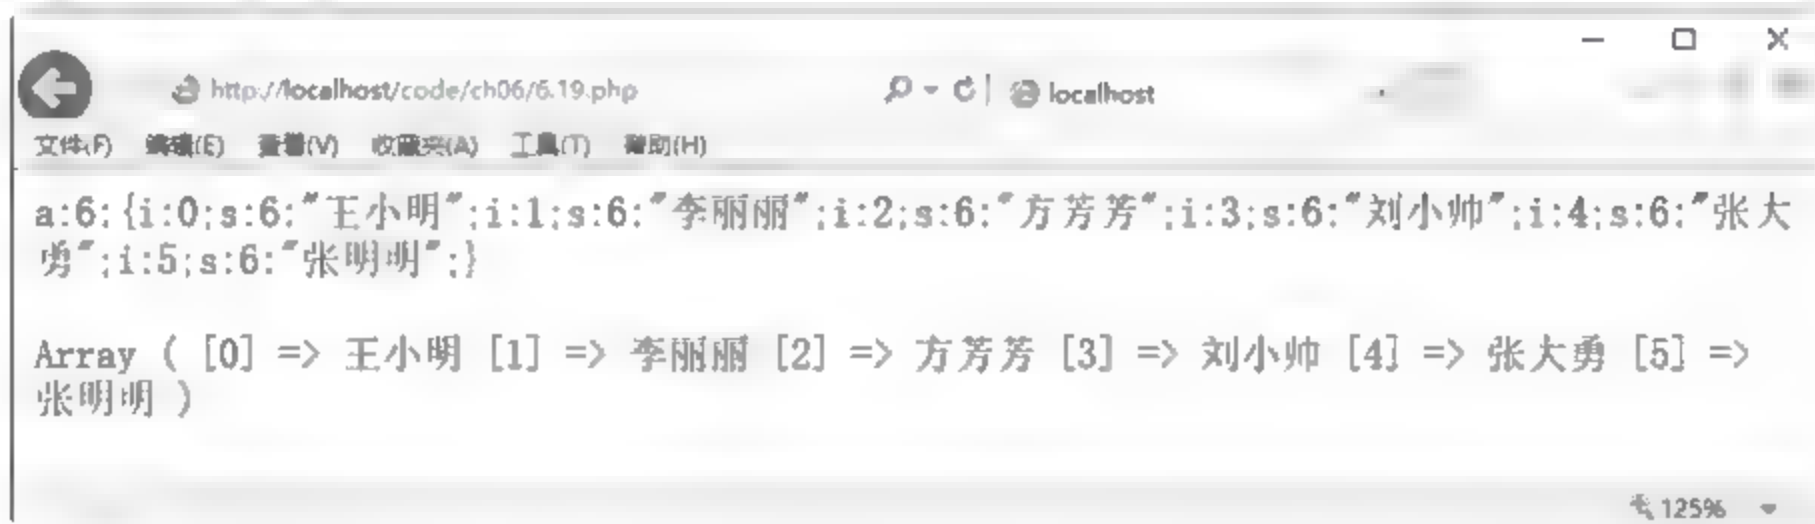 http://localhost/code/ch06/6.19.php
localhost
文件(F) 编辑(E) 查看(V) 收藏夹(A) 工具(T) 帮助(H)
a:6:{i:0;s:6:"王小明";i:1;s:6:"李丽丽";i:2;s:6:"方芳芳";i:3;s:6:"刘小帅";i:4;s:6:"张大
勇";i:5;s:6:"张明明";}
Array ( [0] => 王小明 [1] => 李丽丽 [2] => 方芳芳 [3] => 刘小帅 [4] => 张大勇 [5] =>
张明明 )
125%